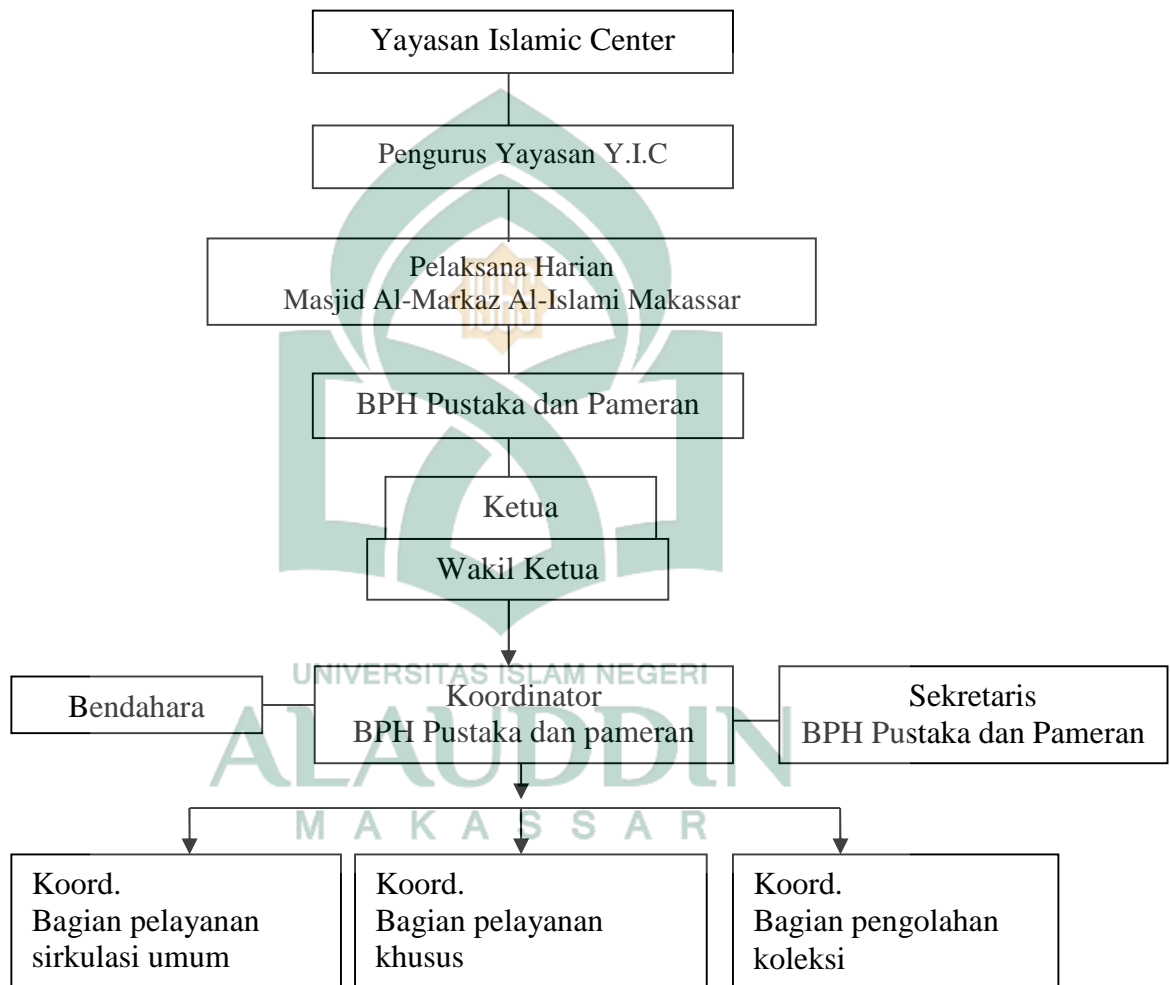 Yayasan Islamic Center
Pengurus Yayasan Y.I.C
Pelaksana Harian
Masjid Al-Markaz Al-Islami Makassar
BPH Pustaka dan Pameran
Ketua
Wakil Ketua
UNIVERSITAS ISLAM NEGERI
ALAUDDIN
MAKASSAR
Bendahara
Koordinator
BPH Pustaka dan pameran
Sekretaris
BPH Pustaka dan Pameran
Koord.
Bagian pelayanan
sirkulasi umum
Koord.
Bagian pelayanan
khusus
Koord.
Bagian pengolahan
koleksi